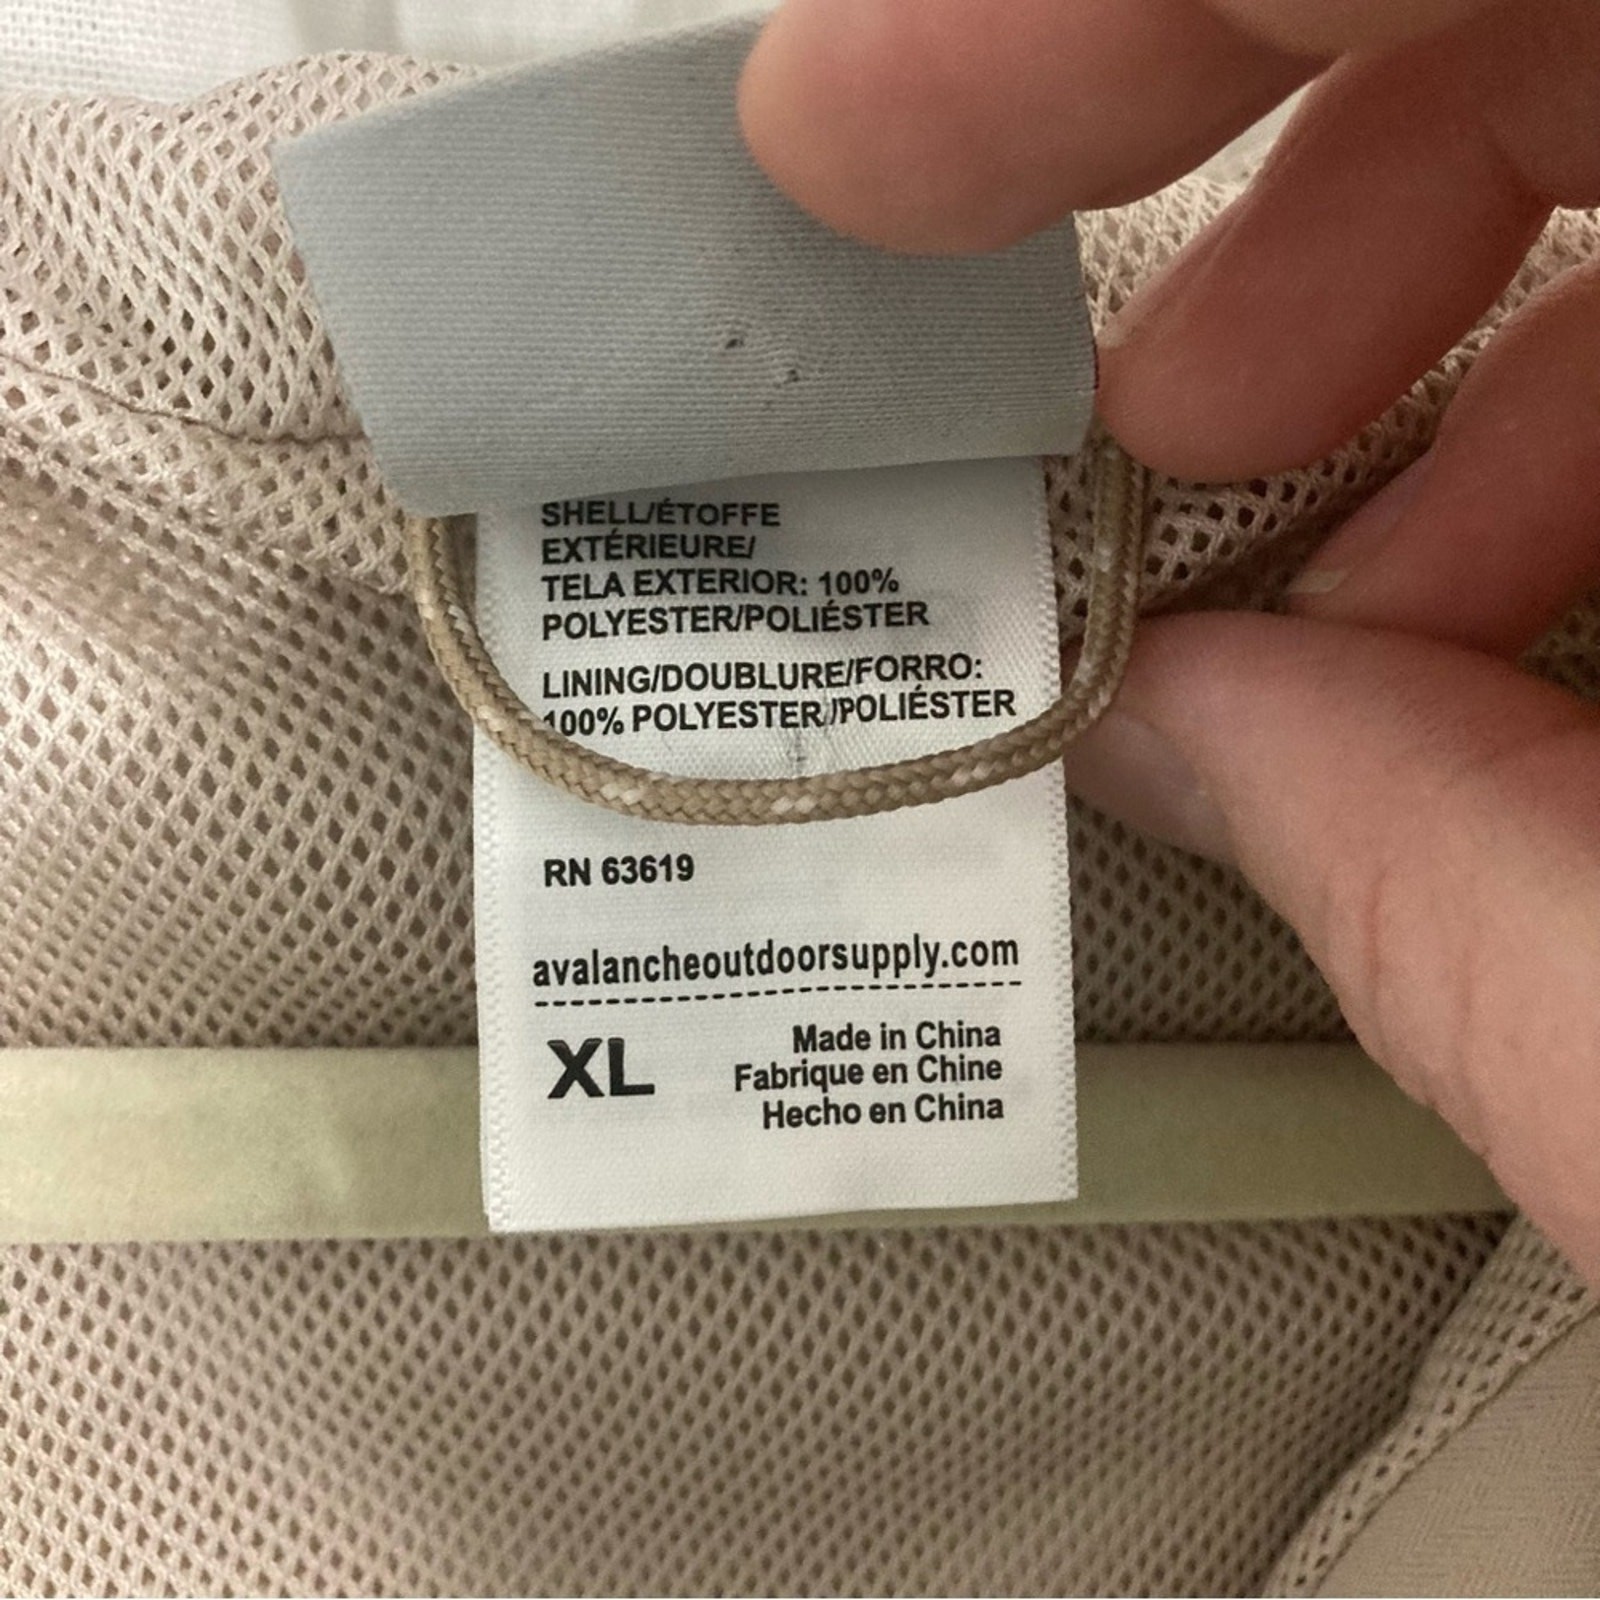 SHELL/ÉTOFFE
EXTÉRIEURE/
TELA EXTERIOR: 100%
POLYESTER/POLIÉSTER
LINING/DOUBLURE/FORRO:
100% POLYESTER/POLIÉSTER
RN 63619
avalancheoutdoorsupply.com
XL
Made in China
Fabrique en Chine
Hecho en China